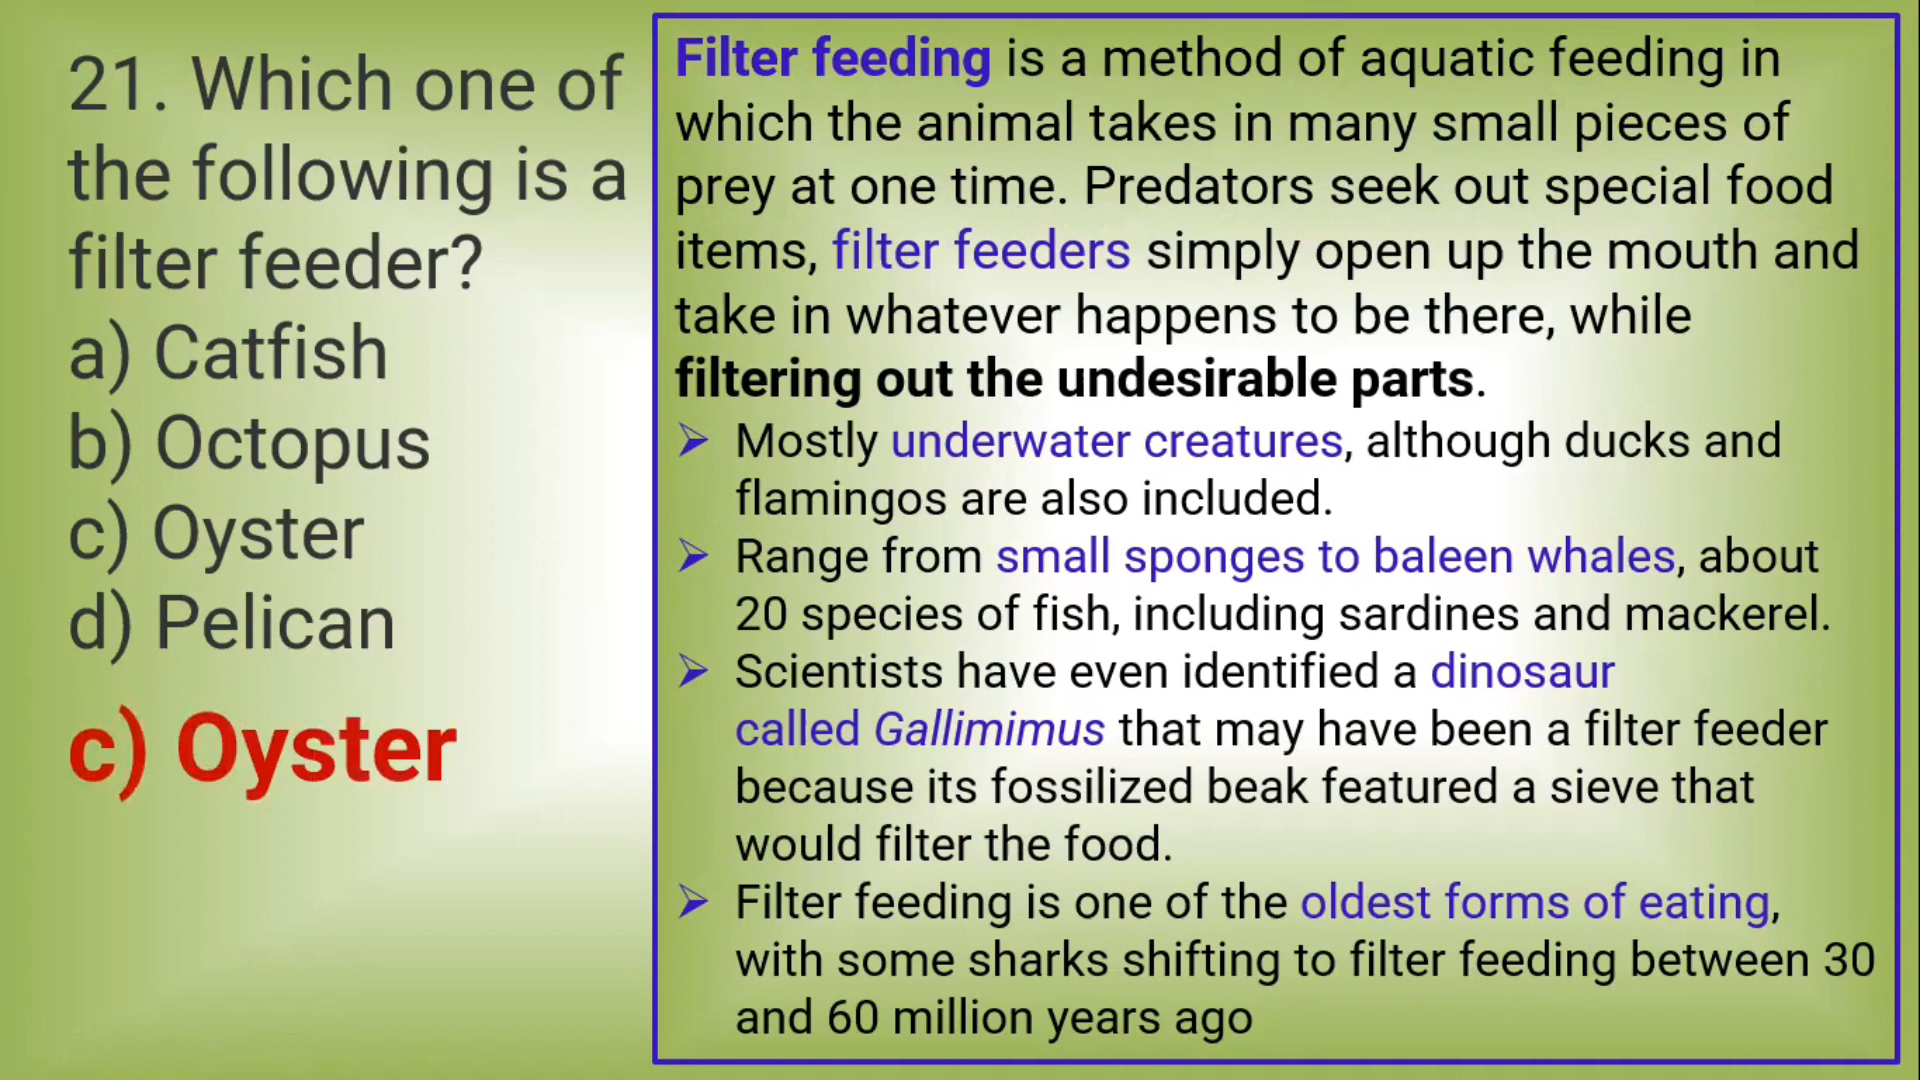 21. Which one of
the following is a
filter feeder?
a) Catfish
b) Octopus
c) Oyster
d) Pelican
c) Oyster
Filter feeding is a method of aquatic feeding in
which the animal takes in many small pieces of
prey at one time. Predators seek out special food
items, filter feeders simply open up the mouth and
take in whatever happens to be there, while
filtering out the undesirable parts.
➢ Mostly underwater creatures, although ducks and
flamingos are also included.
➢ Range from small sponges to baleen whales, about
20 species of fish, including sardines and mackerel.
➢ Scientists have even identified a dinosaur
called Gallimimus that may have been a filter feeder
because its fossilized beak featured a sieve that
would filter the food.
➢ Filter feeding is one of the oldest forms of eating,
with some sharks shifting to filter feeding between 30
and 60 million years ago